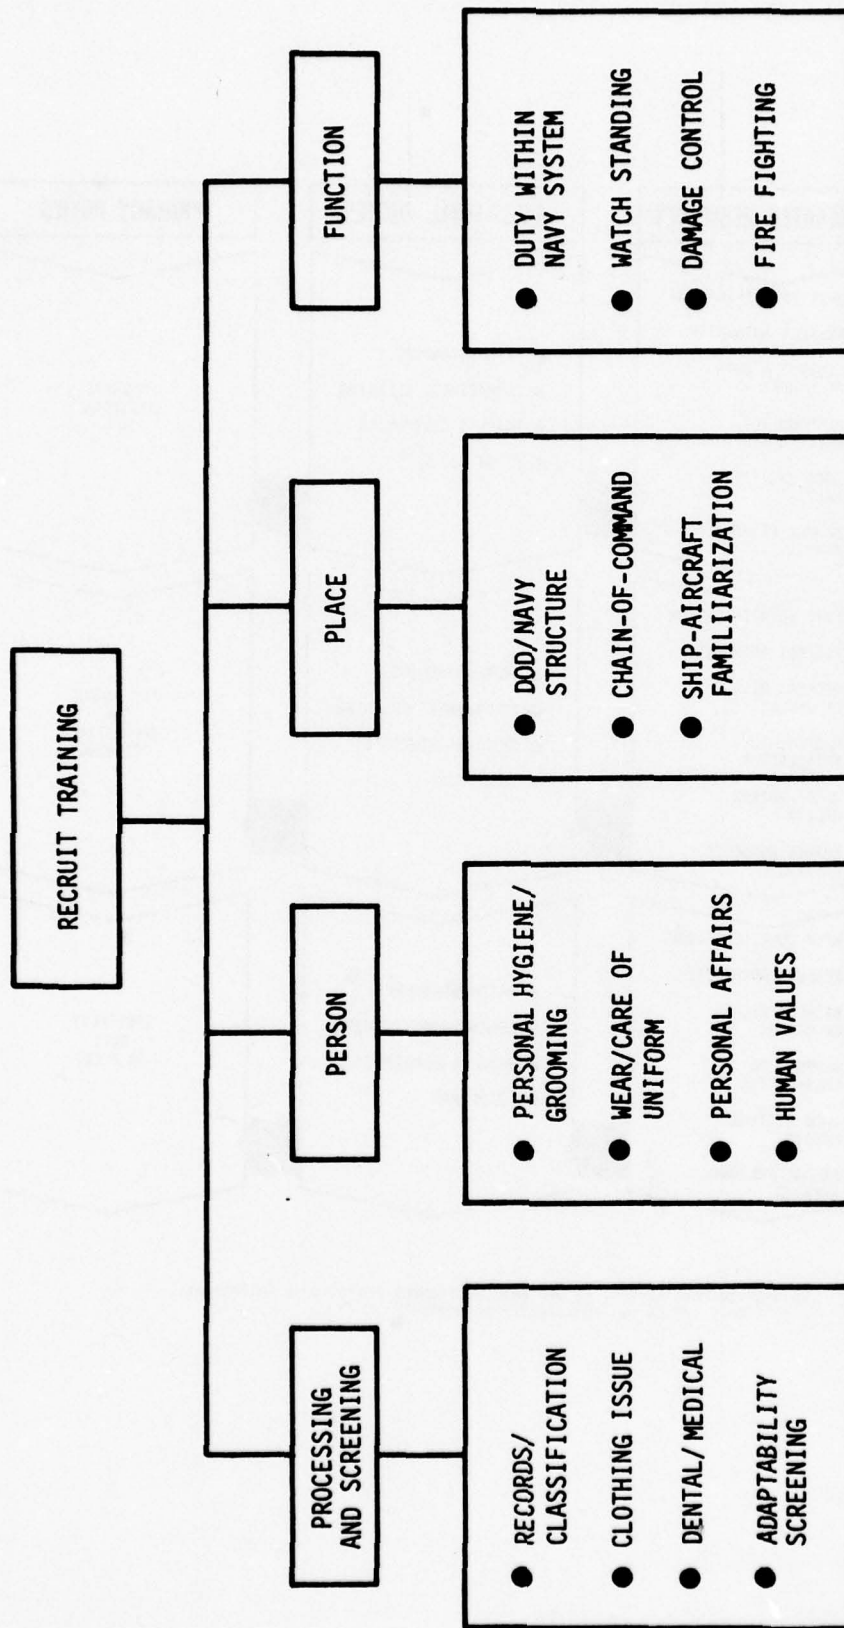 RECRUIT TRAINING
PROCESSING
AND SCREENING
● RECORDS/
CLASSIFICATION
● CLOTHING ISSUE
● DENTAL/MEDICAL
● ADAPTABILITY
SCREENING
PERSON
● PERSONAL HYGIENE/
GROOMING
● WEAR/CARE OF
UNIFORM
● PERSONAL AFFAIRS
● HUMAN VALUES
PLACE
● DOD/NAVY
STRUCTURE
● CHAIN-OF-COMMAND
● SHIP-AIRCRAFT
FAMILIIARIZATION
FUNCTION
● DUTY WITHIN
NAVY SYSTEM
● WATCH STANDING
● DAMAGE CONTROL
● FIRE FIGHTING